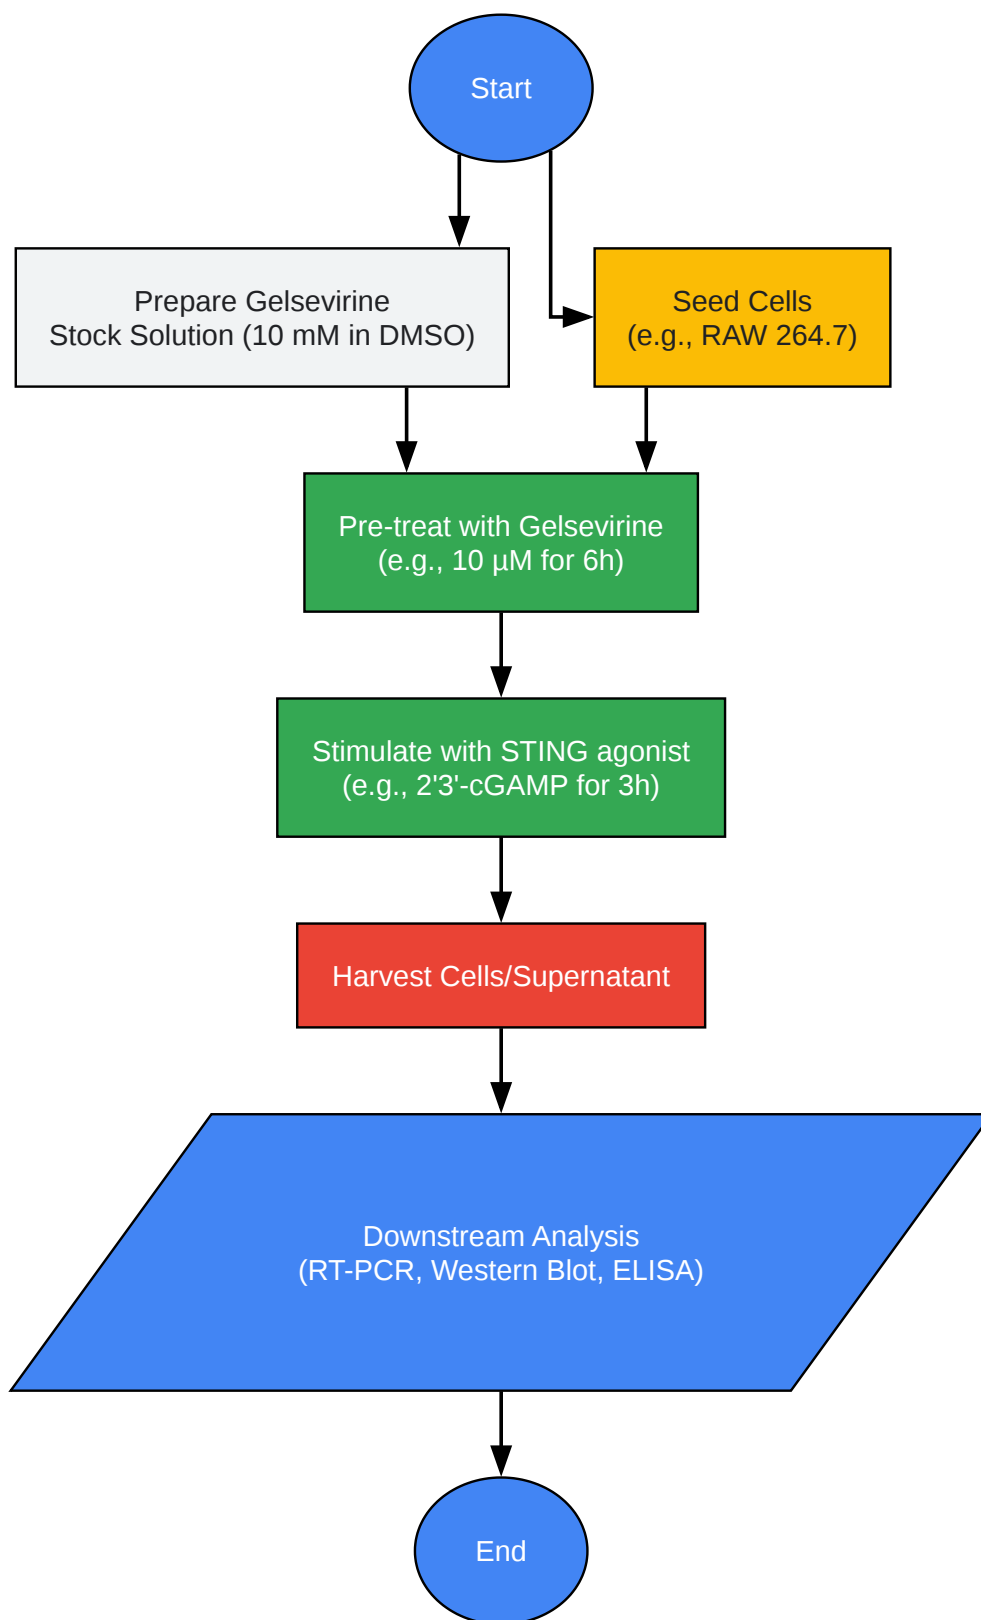 Start
Prepare Gelsevirine
Stock Solution (10 mM in DMSO)
Seed Cells
(e.g., RAW 264.7)
Pre-treat with Gelsevirine
(e.g., 10 µM for 6h)
Stimulate with STING agonist
(e.g., 2'3'-cGAMP for 3h)
Harvest Cells/Supernatant
Downstream Analysis
(RT-PCR, Western Blot, ELISA)
End